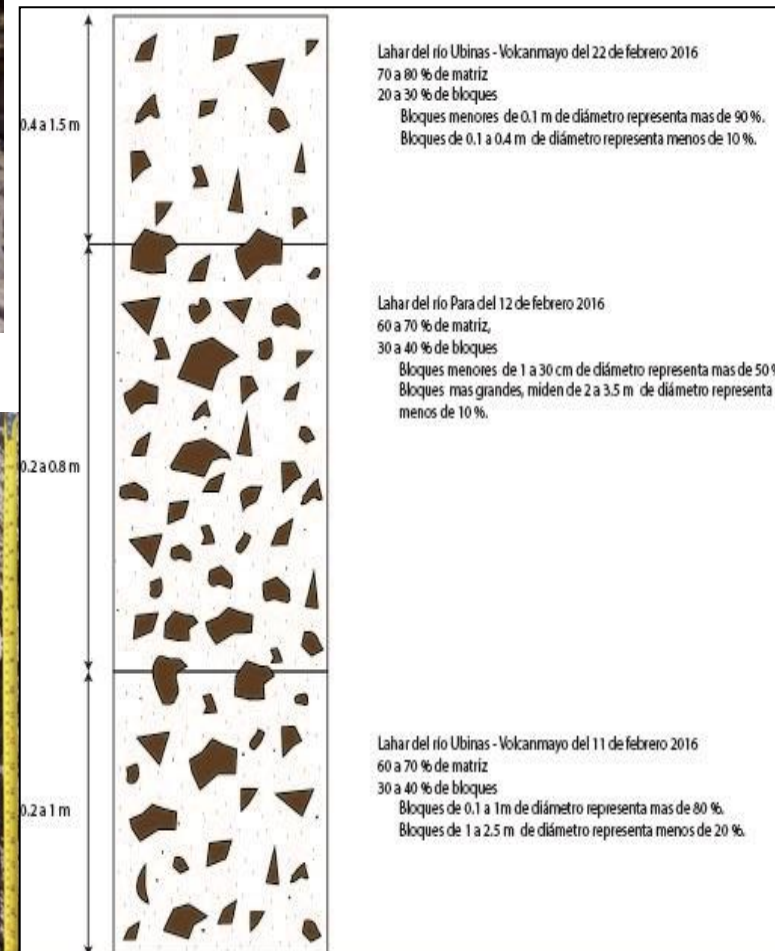 0.4 a 1.5 m
Lahar del río Ubinas - Volcanmayo del 22 de febrero 2016
70 a 80 % de matriz
20 a 30 % de bloques
Bloques menores de 0.1 m de diámetro representa mas de 90 %.
Bloques de 0.1 a 0.4 m de diámetro representa menos de 10 %.
0.2 a 0.8 m
Lahar del río Para del 12 de febrero 2016
60 a 70 % de matriz,
30 a 40 % de bloques
Bloques menores de 1 a 30 cm de diámetro representa mas de 50 %
Bloques mas grandes, miden de 2 a 3.5 m de diámetro representa
menos de 10 %.
0.2 a 1 m
Lahar del río Ubinas - Volcanmayo del 11 de febrero 2016
60 a 70 % de matriz
30 a 40 % de bloques
Bloques de 0.1 a 1m de diámetro representa mas de 80 %.
Bloques de 1 a 2.5 m de diámetro representa menos de 20 %.